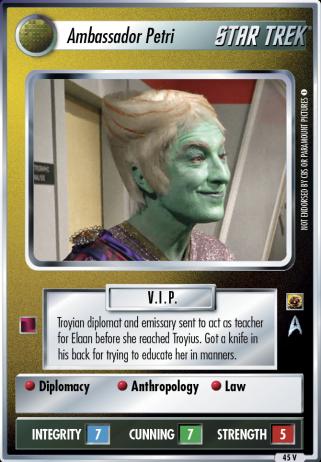 Ambassador Petri
STAR TREK
NOT ENDORSED BY CBS OR PARAMOUNT PICTURES
V.I.P.
Troyian diplomat and emissary sent to act as teacher
for Elaan before she reached Troyius. Got a knife in
his back for trying to educate her in manners.
Diplomacy Anthropology Law
INTEGRITY 7 CUNNING 7 STRENGTH 5
45 V